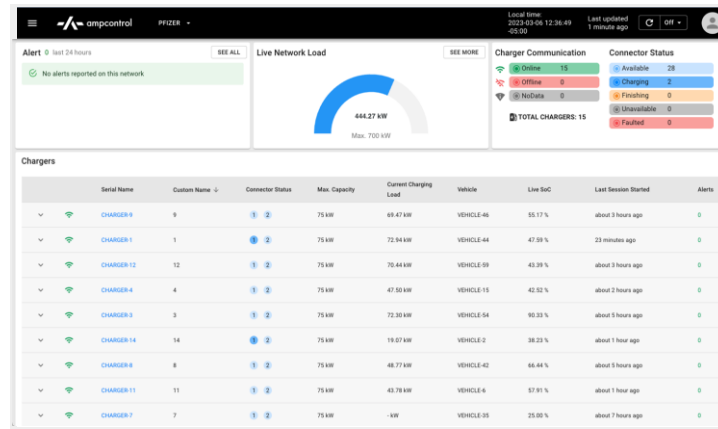 ampcontrol
PFIZER
Local time:
2023-03-06 12:36:49
-05:00
Last updated
1 minute ago
Off
Alert 0 last 24 hours
SEE ALL
No alerts reported on this network
Live Network Load
SEE MORE
444.27 kW
Max. 700 kW
Charger Communication
Online 15
Offline 0
NoData 0
TOTAL CHARGERS: 15
Connector Status
Available 28
Charging 2
Finishing 0
Unavailable 0
Faulted 0
Chargers
Serial Name Custom Name Connector Status Max. Capacity Current Charging Load Vehicle Live SoC Last Session Started Alerts
CHARGER-9 9 1 2 75 kW 69.47 kW VEHICLE-46 55.17 % about 3 hours ago 0
CHARGER-1 1 1 2 75 kW 72.94 kW VEHICLE-44 47.59 % 23 minutes ago 0
CHARGER-12 12 1 2 75 kW 70.44 kW VEHICLE-59 43.39 % about 3 hours ago 0
CHARGER-4 4 1 2 75 kW 47.50 kW VEHICLE-15 42.52 % about 2 hours ago 0
CHARGER-3 3 1 2 75 kW 72.30 kW VEHICLE-54 90.33 % about 3 hours ago 0
CHARGER-14 14 1 2 75 kW 19.07 kW VEHICLE-2 38.23 % about 1 hour ago 0
CHARGER-8 8 1 2 75 kW 48.77 kW VEHICLE-42 66.44 % about 5 hours ago 0
CHARGER-11 11 1 2 75 kW 43.78 kW VEHICLE-6 57.91 % about 1 hour ago 0
CHARGER-7 7 1 2 75 kW - kW VEHICLE-35 25.00 % about 7 hours ago 0